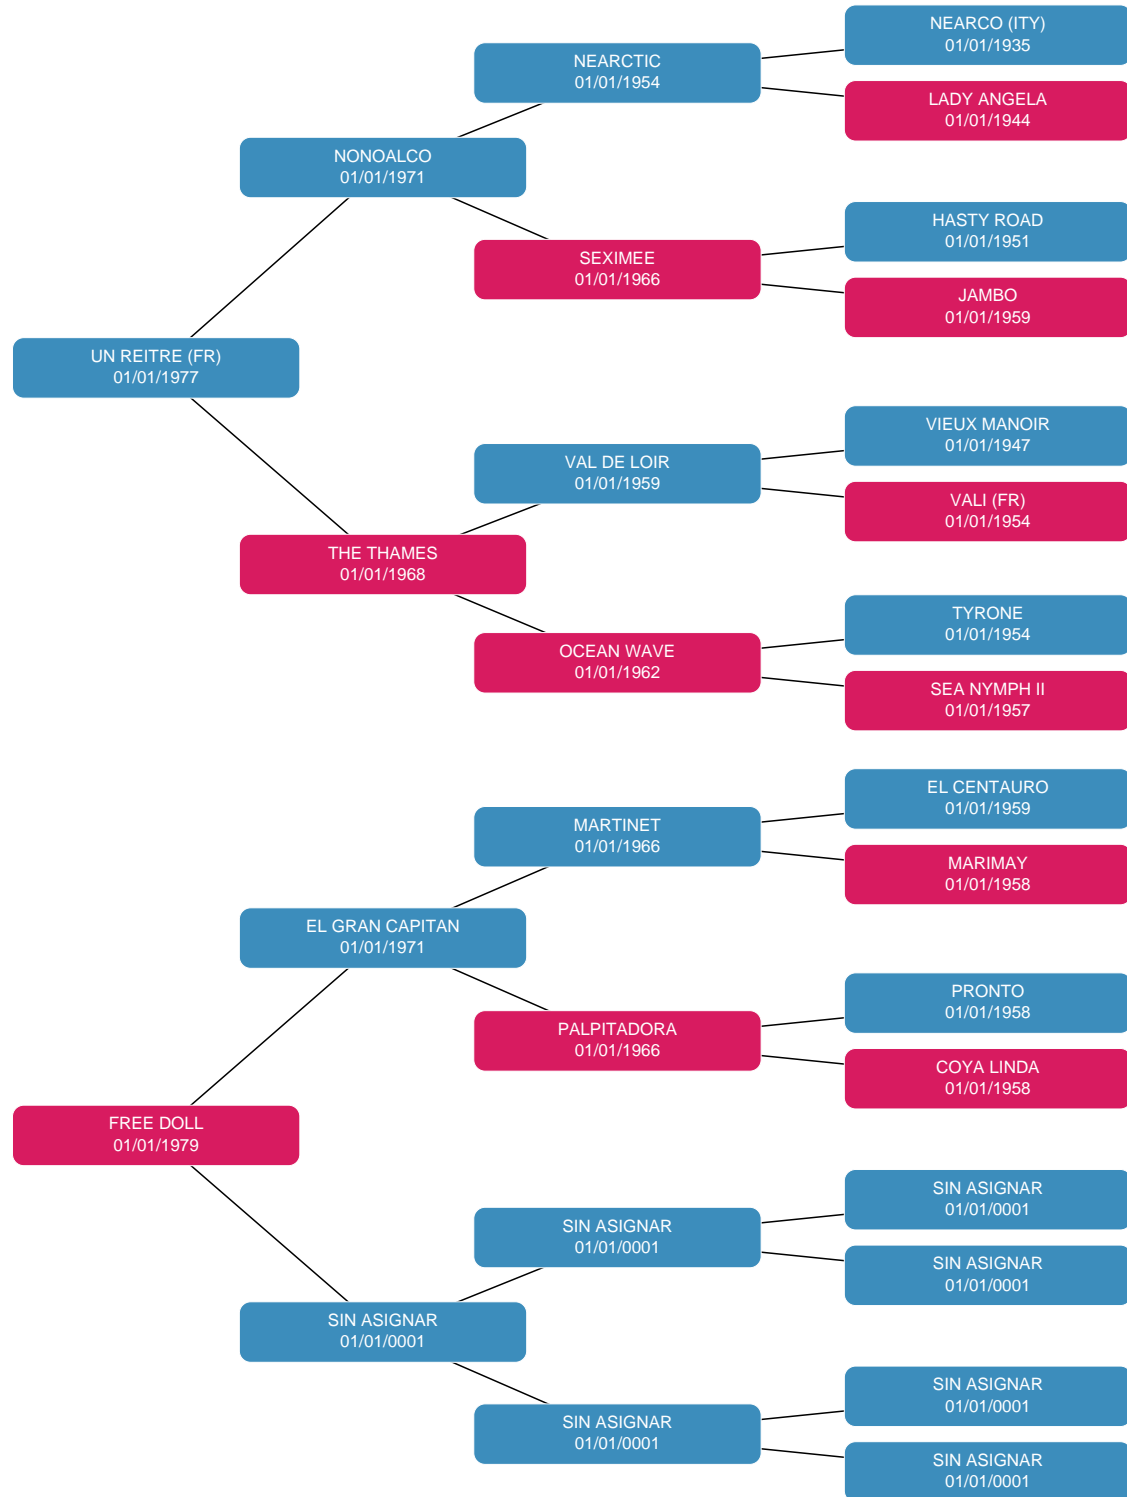 NEARCO (ITY)
01/01/1935
NEARCTIC
01/01/1954
LADY ANGELA
01/01/1944
NONOALCO
01/01/1971
HASTY ROAD
01/01/1951
SEXIMEE
01/01/1966
JAMBO
01/01/1959
UN REITRE (FR)
01/01/1977
VIEUX MANOIR
01/01/1947
VAL DE LOIR
01/01/1959
VALI (FR)
01/01/1954
THE THAMES
01/01/1968
TYRONE
01/01/1954
OCEAN WAVE
01/01/1962
SEA NYMPH II
01/01/1957
EL CENTAURO
01/01/1959
MARTINET
01/01/1966
MARIMAY
01/01/1958
EL GRAN CAPITAN
01/01/1971
PRONTO
01/01/1958
PALPITADORA
01/01/1966
COYA LINDA
01/01/1958
FREE DOLL
01/01/1979
SIN ASIGNAR
01/01/0001
SIN ASIGNAR
01/01/0001
SIN ASIGNAR
01/01/0001
SIN ASIGNAR
01/01/0001
SIN ASIGNAR
01/01/0001
SIN ASIGNAR
01/01/0001
SIN ASIGNAR
01/01/0001